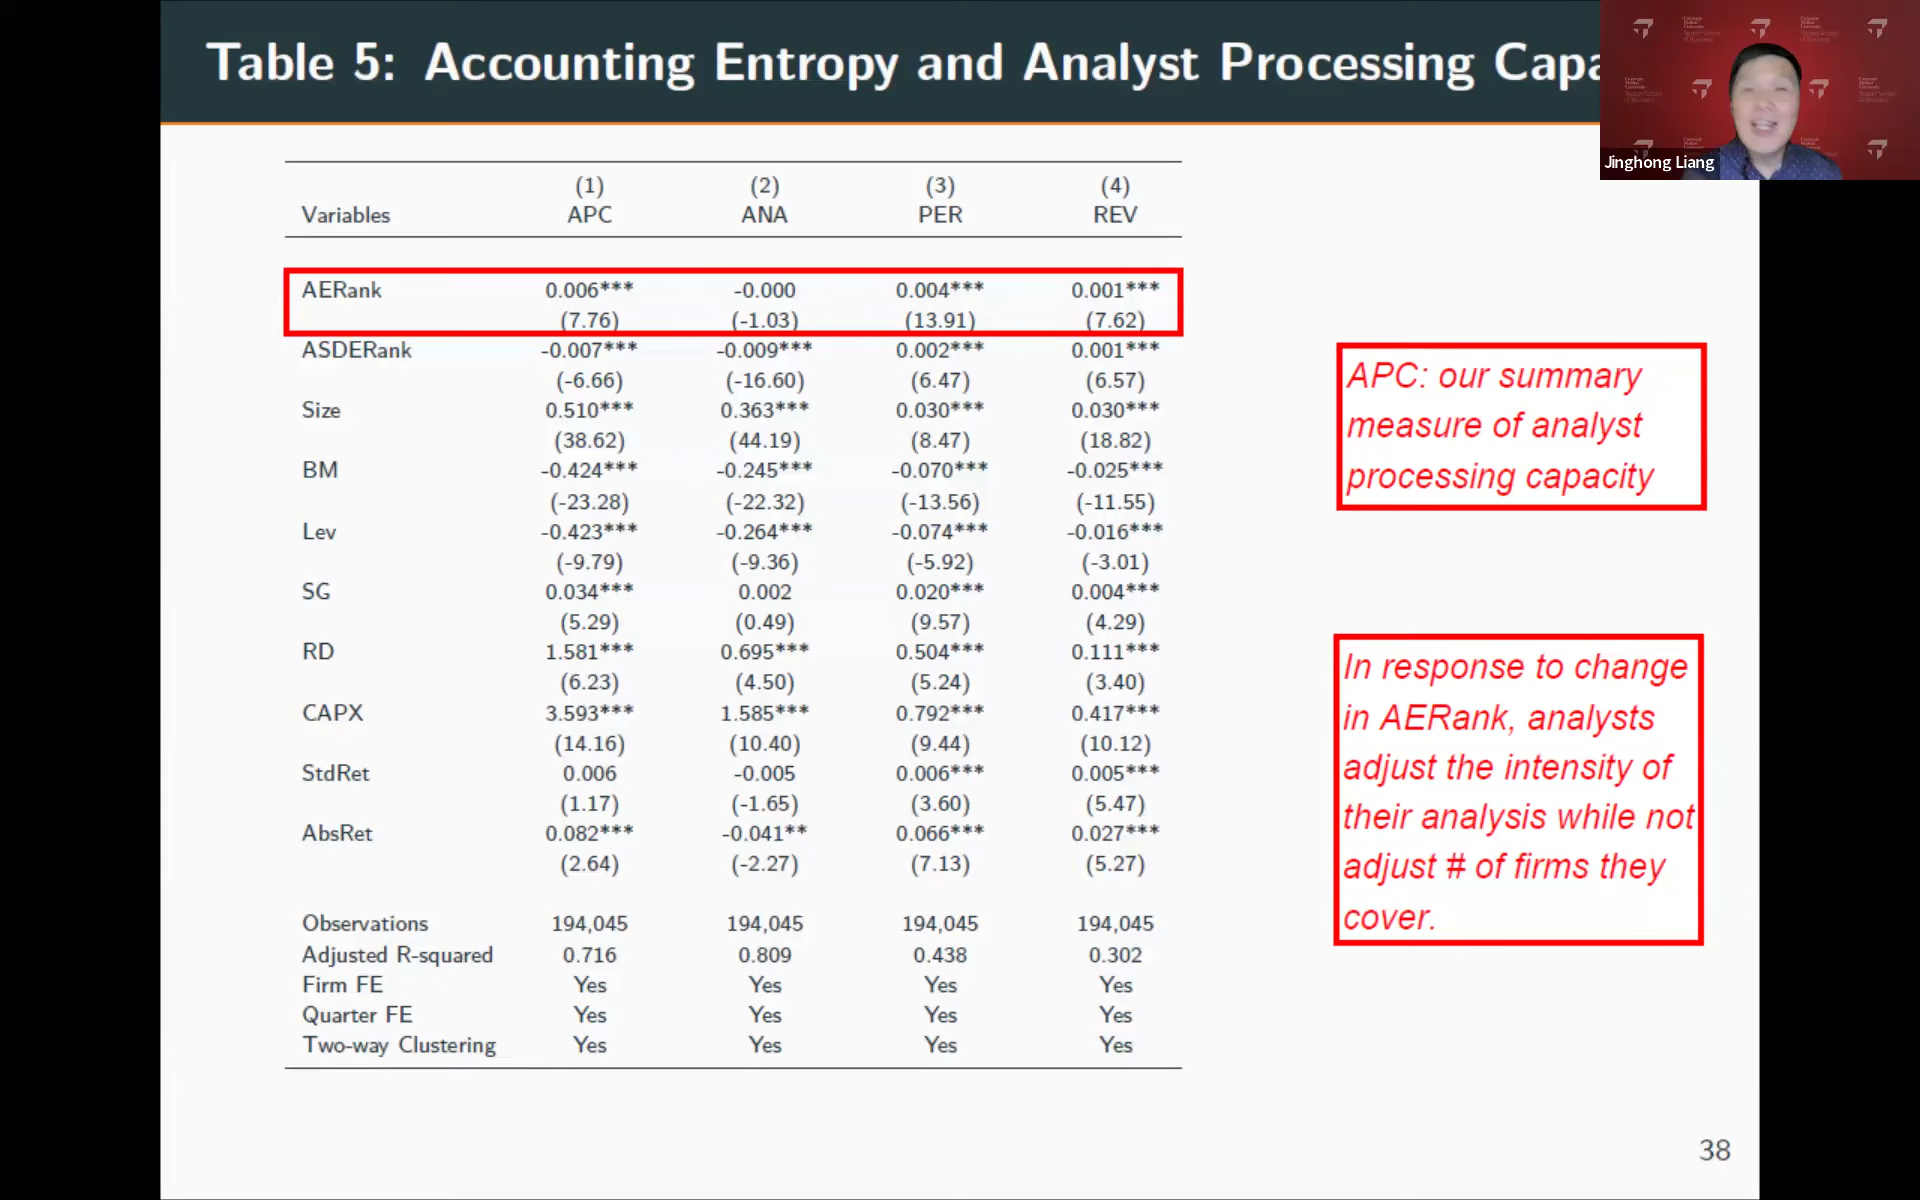 Table 5: Accounting Entropy and Analyst Processing Capa
Jinghong Liang
(1) (2) (3) (4)
Variables APC ANA PER REV
AERank 0.006*** -0.000 0.004*** 0.001***
(7.76) (-1.03) (13.91) (7.62)
ASDERank -0.007*** -0.009*** 0.002*** 0.001***
(-6.66) (-16.60) (6.47) (6.57)
Size 0.510*** 0.363*** 0.030*** 0.030***
(38.62) (44.19) (8.47) (18.82)
BM -0.424*** -0.245*** -0.070*** -0.025***
(-23.28) (-22.32) (-13.56) (-11.55)
Lev -0.423*** -0.264*** -0.074*** -0.016***
(-9.79) (-9.36) (-5.92) (-3.01)
SG 0.034*** 0.002 0.020*** 0.004***
(5.29) (0.49) (9.57) (4.29)
RD 1.581*** 0.695*** 0.504*** 0.111***
(6.23) (4.50) (5.24) (3.40)
CAPX 3.593*** 1.585*** 0.792*** 0.417***
(14.16) (10.40) (9.44) (10.12)
StdRet 0.006 -0.005 0.006*** 0.005***
(1.17) (-1.65) (3.60) (5.47)
AbsRet 0.082*** -0.041** 0.066*** 0.027***
(2.64) (-2.27) (7.13) (5.27)
Observations 194,045 194,045 194,045 194,045
Adjusted R-squared 0.716 0.809 0.438 0.302
Firm FE Yes Yes Yes Yes
Quarter FE Yes Yes Yes Yes
Two-way Clustering Yes Yes Yes Yes
APC: our summary
measure of analyst
processing capacity
In response to change
in AERank, analysts
adjust the intensity of
their analysis while not
adjust # of firms they
cover.
38